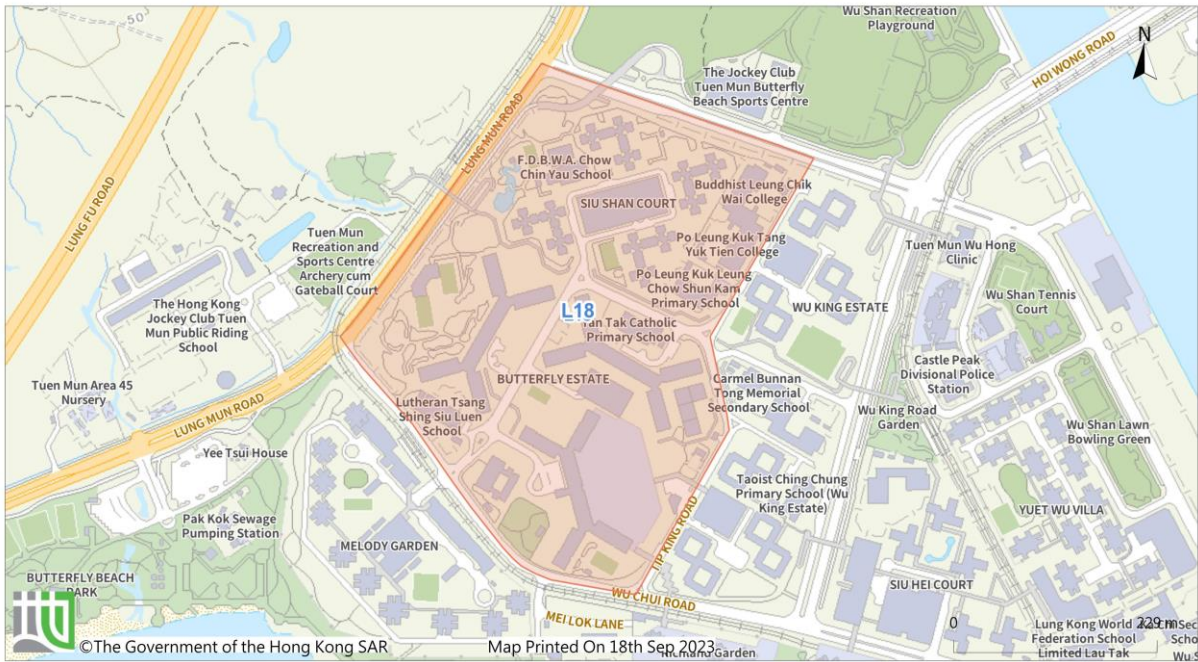 503
Wu Shan Recreation
Playground
N
HOI WONG ROAD
The Jockey Club
Tuen Mun Butterfly
Beach Sports Centre
LUNG MUN ROAD
LUNG FU ROAD
F.D.B.W.A. Chow
Chin Yau School
Buddhist Leung Chik
Wai College
SIU SHAN COURT
Tuen Mun
Recreation and
Sports Centre
Archery cum
Gateball Court
Po Leung Kuk Tang
Yuk Tien College
Tuen Mun Wu Hong
Clinic
Po Leung Kuk Leung
Chow Shun Kam
Primary School
Wu Shan Tennis
Court
The Hong Kong
Jockey Club Tuen
Mun Public Riding
School
WU KING ESTATE
L18
Yan Tak Catholic
Primary School
Castle Peak
Divisional Police
Station
Tuen Mun Area 45
Nursery
BUTTERFLY ESTATE
Carmel Bunnan
Tong Memorial
Secondary School
Lutheran Tsang
Shing Siu Luen
School
Wu King Road
Garden
LUNG MUN ROAD
Wu Shan Lawn
Bowling Green
Yee Tsui House
Taoist Ching Chung
Primary School (Wu
King Estate)
YUET WU VILLA
Pak Kok Sewage
Pumping Station
TIP KING ROAD
MELODY GARDEN
BUTTERFLY BEACH
PARK
SIU HEI COURT
WU CHUI ROAD
MEI LOK LANE
0
229 m
Lung Kong World
Federation School
Limited Lau Tak
Richland Garden
©The Government of the Hong Kong SAR
Map Printed On 18th Sep 2023